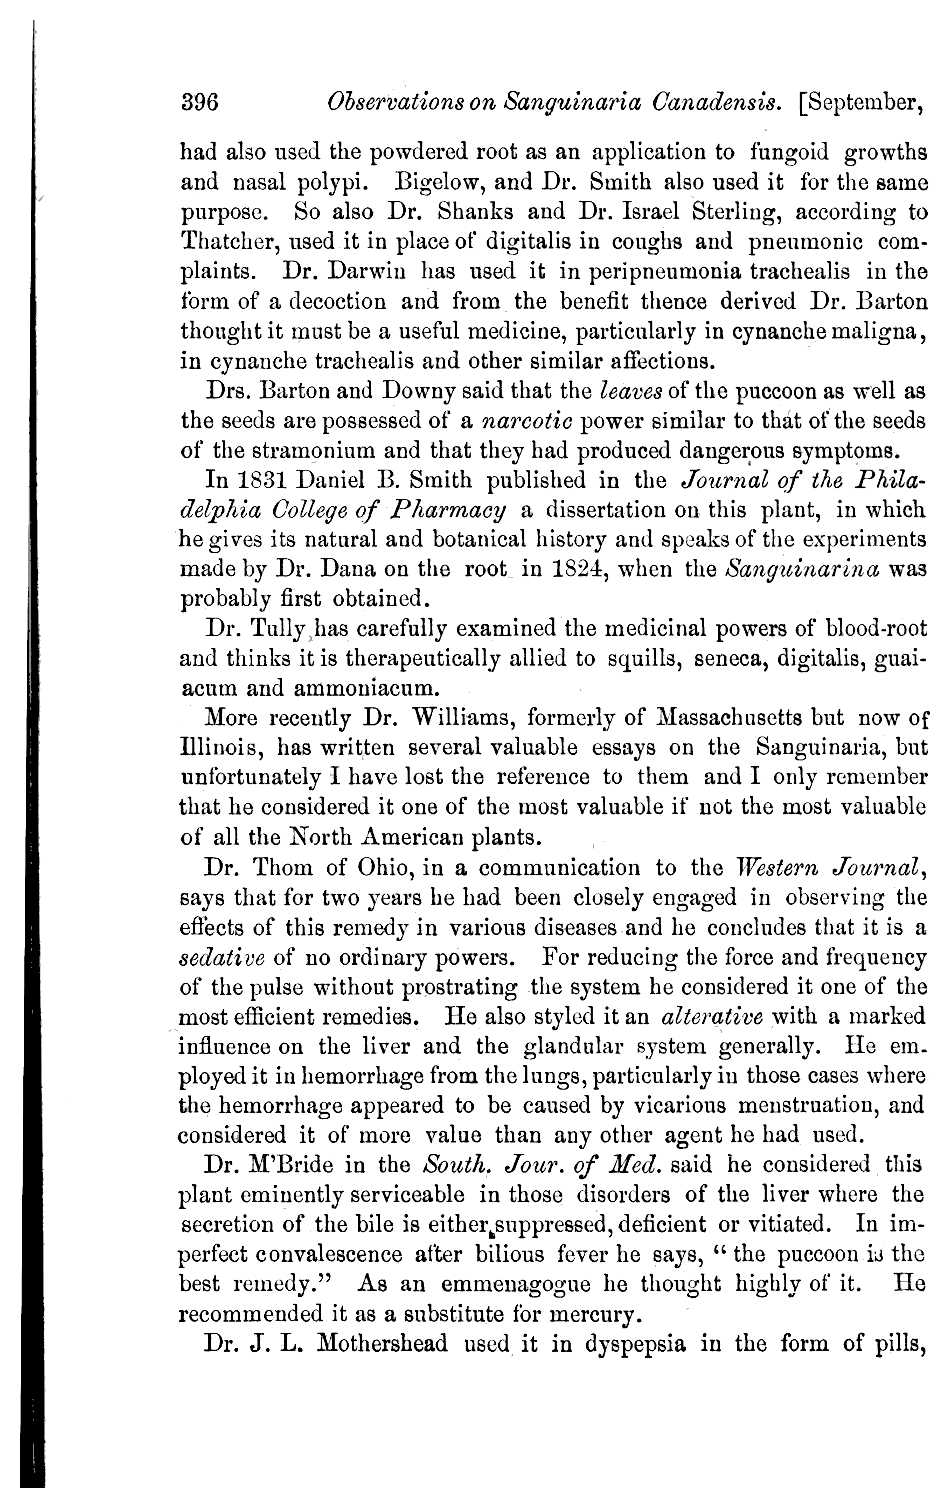 396 Observations on Sanguinaria Canadensis. [September,
had also used the powdered root as an application to fungoid growths
and nasal polypi. Bigelow, and Dr. Smith also used it for the same
purpose. So also Dr. Shanks and Dr. Israel Sterling, according to
Thatcher, used it in place of digitalis in coughs and pneumonic com-
plaints. Dr. Darwin has used it in peripneumonia trachealis in the
form of a decoction and from the benefit thence derived Dr. Barton
thought it must be a useful medicine, particularly in cynanche maligna,
in cynanche trachealis and other similar affections.
Drs. Barton and Downy said that the leaves of the puccoon as well as
the seeds are possessed of a narcotic power similar to that of the seeds
of the stramonium and that they had produced dangerous symptoms.
In 1831 Daniel B. Smith published in the Journal of the Phila-
delphia College of Pharmacy a dissertation on this plant, in which
he gives its natural and botanical history and speaks of the experiments
made by Dr. Dana on the root in 1824, when the Sanguinarina was
probably first obtained.
Dr. Tully has carefully examined the medicinal powers of blood-root
and thinks it is therapeutically allied to squills, seneca, digitalis, guai-
acum and ammoniacum.
More recently Dr. Williams, formerly of Massachusetts but now of
Illinois, has written several valuable essays on the Sanguinaria, but
unfortunately I have lost the reference to them and I only remember
that he considered it one of the most valuable if not the most valuable
of all the North American plants.
Dr. Thom of Ohio, in a communication to the Western Journal,
says that for two years he had been closely engaged in observing the
effects of this remedy in various diseases and he concludes that it is a
sedative of no ordinary powers. For reducing the force and frequency
of the pulse without prostrating the system he considered it one of the
most efficient remedies. He also styled it an alterative with a marked
influence on the liver and the glandular system generally. He em-
ployed it in hemorrhage from the lungs, particularly in those cases where
the hemorrhage appeared to be caused by vicarious menstruation, and
considered it of more value than any other agent he had used.
Dr. M'Bride in the South. Jour. of Med. said he considered this
plant eminently serviceable in those disorders of the liver where the
secretion of the bile is either suppressed, deficient or vitiated. In im-
perfect convalescence after bilious fever he says, "the puccoon is the
best remedy." As an emmenagogue he thought highly of it. He
recommended it as a substitute for mercury.
Dr. J. L. Mothershead used it in dyspepsia in the form of pills,